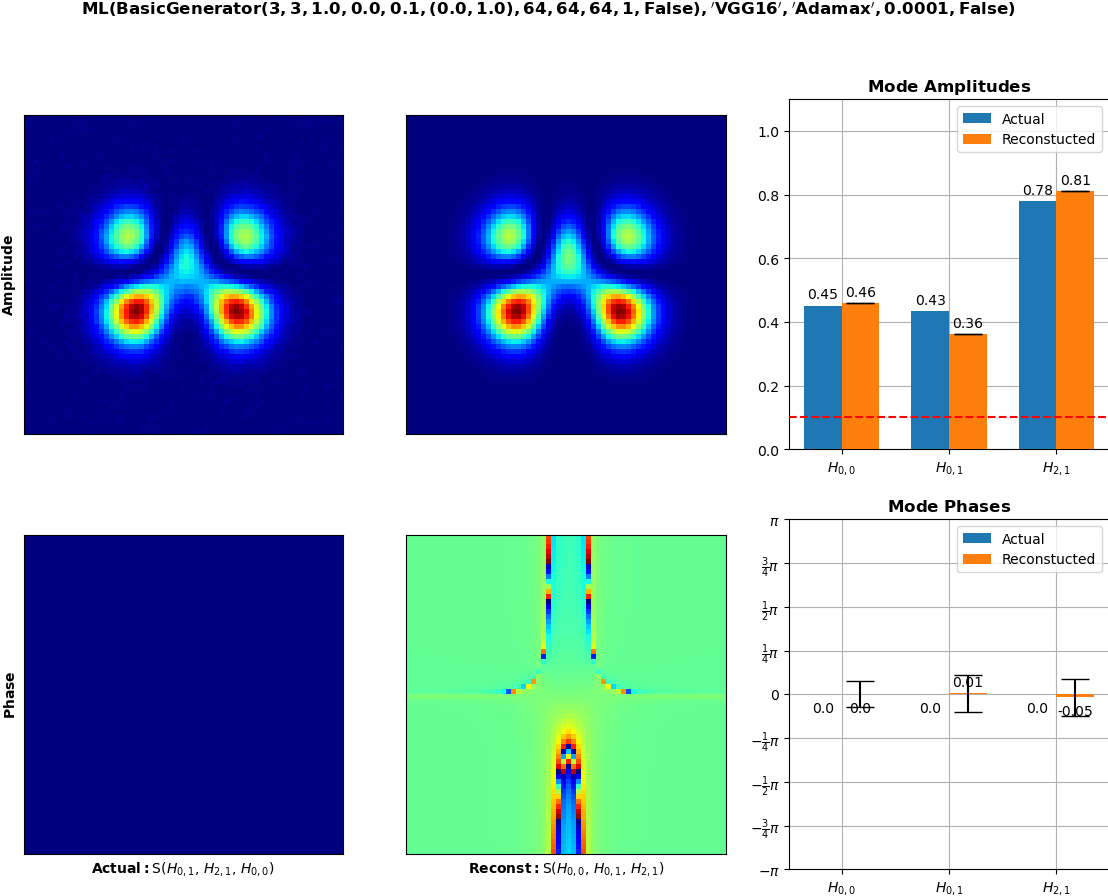 ML(BasicGenerator(3, 3, 1.0, 0.0, 0.1, (0.0, 1.0), 64, 64, 64, 1, False), ′VGG16′, ′Adamax′, 0.0001, False)
Amplitude
Mode Amplitudes
Actual
Reconstucted
1.0
0.8
0.6
0.4
0.2
0.0
0.45 0.46
0.43 0.36
0.78 0.81
H₀,₀ H₀,₁ H₂,₁
Phase
Actual: S(H₀,₁, H₂,₁, H₀,₀)
Reconst: S(H₀,₀, H₀,₁, H₂,₁)
Mode Phases
Actual
Reconstucted
π
3/4π
1/2π
1/4π
0
−1/4π
−1/2π
−3/4π
−π
0.0 0.0
0.0 0.01
0.0 -0.05
H₀,₀ H₀,₁ H₂,₁